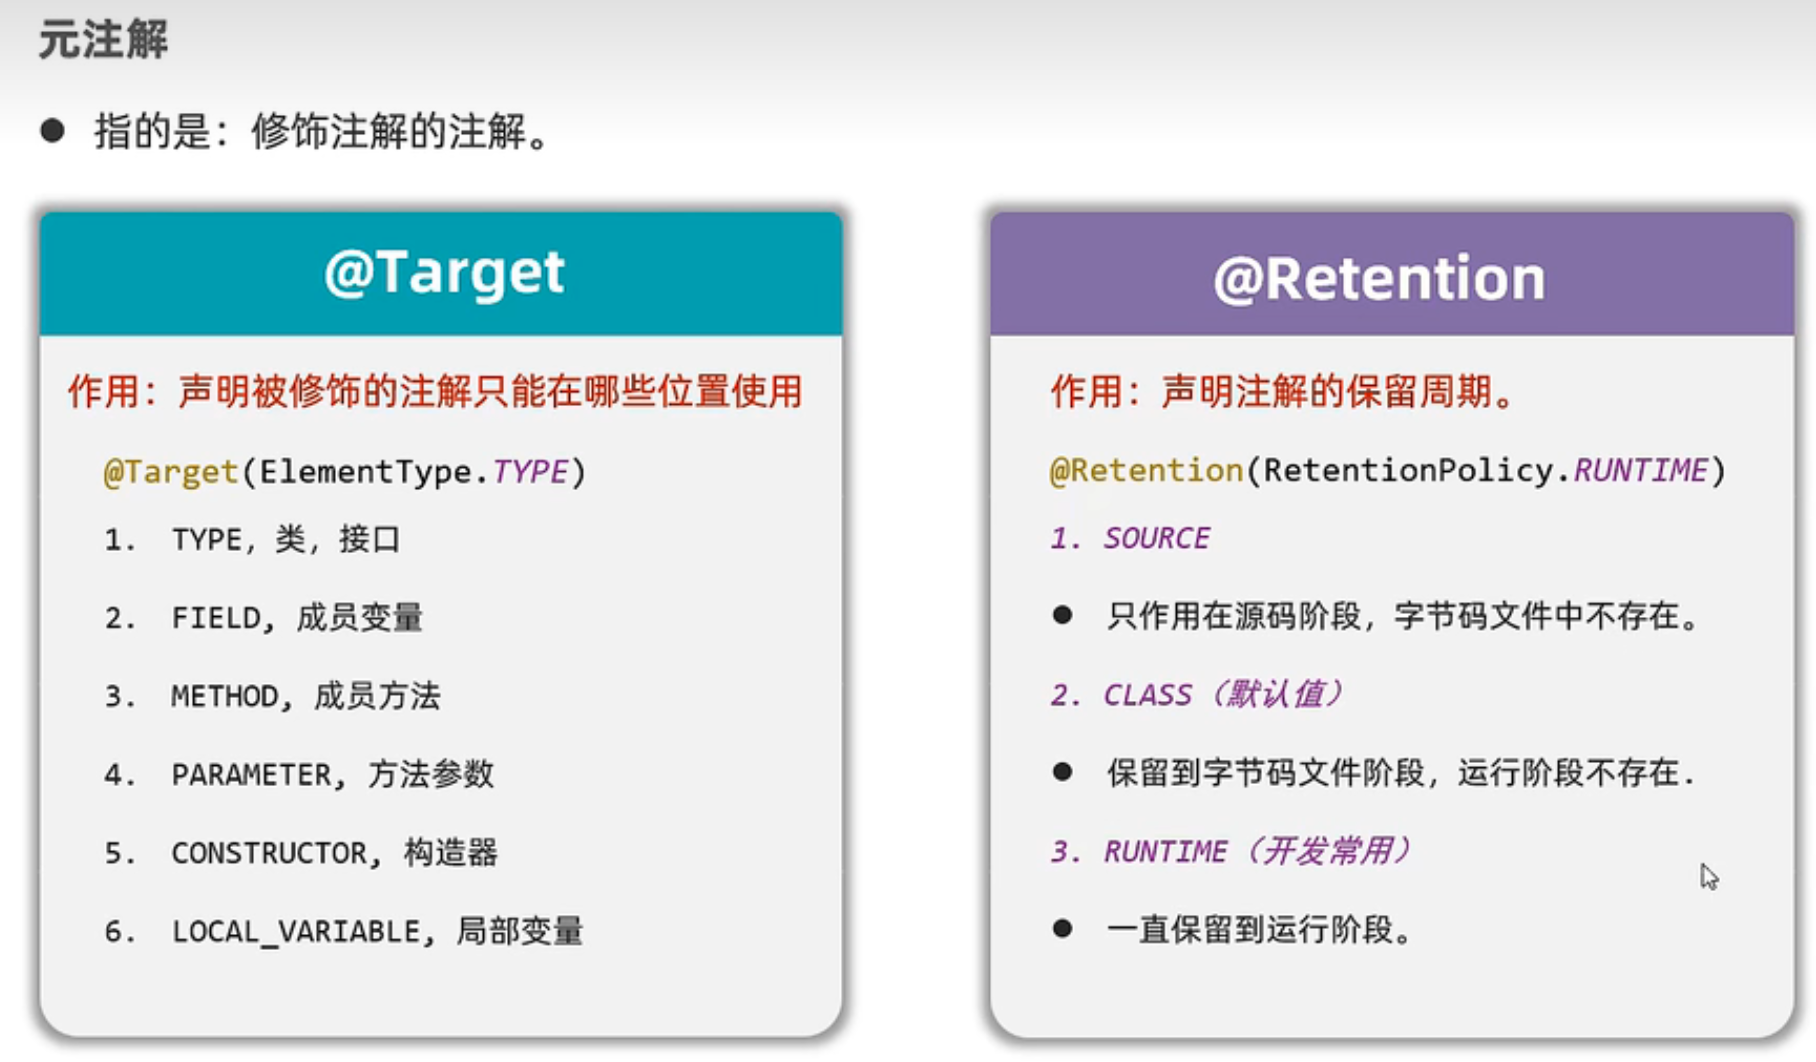 元注解
● 指的是：修饰注解的注解。
@Target
作用：声明被修饰的注解只能在哪些位置使用
@Target(ElementType.TYPE)
1. TYPE，类，接口
2. FIELD, 成员变量
3. METHOD, 成员方法
4. PARAMETER, 方法参数
5. CONSTRUCTOR, 构造器
6. LOCAL_VARIABLE, 局部变量
@Retention
作用：声明注解的保留周期。
@Retention(RetentionPolicy.RUNTIME)
1. SOURCE
● 只作用在源码阶段，字节码文件中不存在。
2. CLASS（默认值）
● 保留到字节码文件阶段，运行阶段不存在.
3. RUNTIME（开发常用）
● 一直保留到运行阶段。